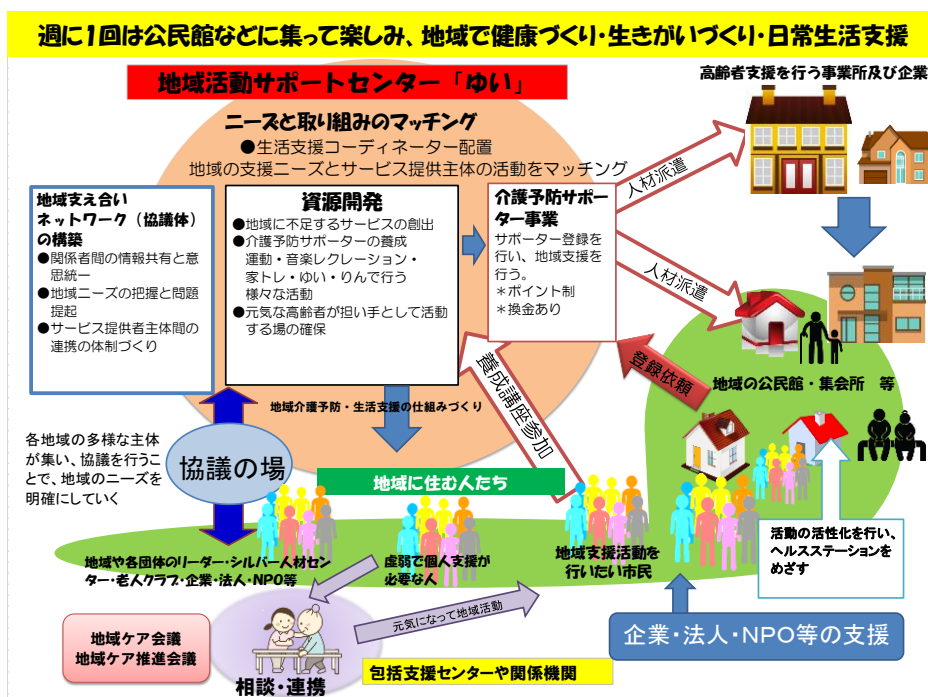 週に1回は公民館などに集って楽しみ、地域で健康づくり・生きがいづくり・日常生活支援
地域活動サポートセンター「ゆい」
高齢者支援を行う事業所及び企業
ニーズと取り組みのマッチング
●生活支援コーディネーター配置
地域の支援ニーズとサービス提供主体の活動をマッチング
人材派遣
地域支え合い
ネットワーク（協議体）
の構築
●関係者間の情報共有と意
思統一
●地域ニーズの把握と問題
提起
●サービス提供者主体間の
連携の体制づくり
資源開発
●地域に不足するサービスの創出
●介護予防サポーターの養成
運動・音楽レクレーション・
家トレ・ゆい・りんで行う
様々な活動
●元気な高齢者が担い手として活動
する場の確保
介護予防サポ
ーター事業
サポーター登録を
行い、地域支援を
行う。
＊ポイント制
＊換金あり
人材派遣
登録依頼
養成講座参加
地域の公民館・集会所　等
地域介護予防・生活支援の仕組みづくり
各地域の多様な主体
が集い、協議を行うこ
とで、地域のニーズを
明確にしていく
協議の場
地域に住む人たち
地域や各団体のリーダー・シルバー人材セン
ター・老人クラブ・企業・法人・NPO等
虚弱で個人支援が
必要な人
地域支援活動を
行いたい市民
活動の活性化を行い、
ヘルスステーションを
めざす
元気になって地域活動
企業・法人・NPO等の支援
地域ケア会議
地域ケア推進会議
相談・連携
包括支援センターや関係機関